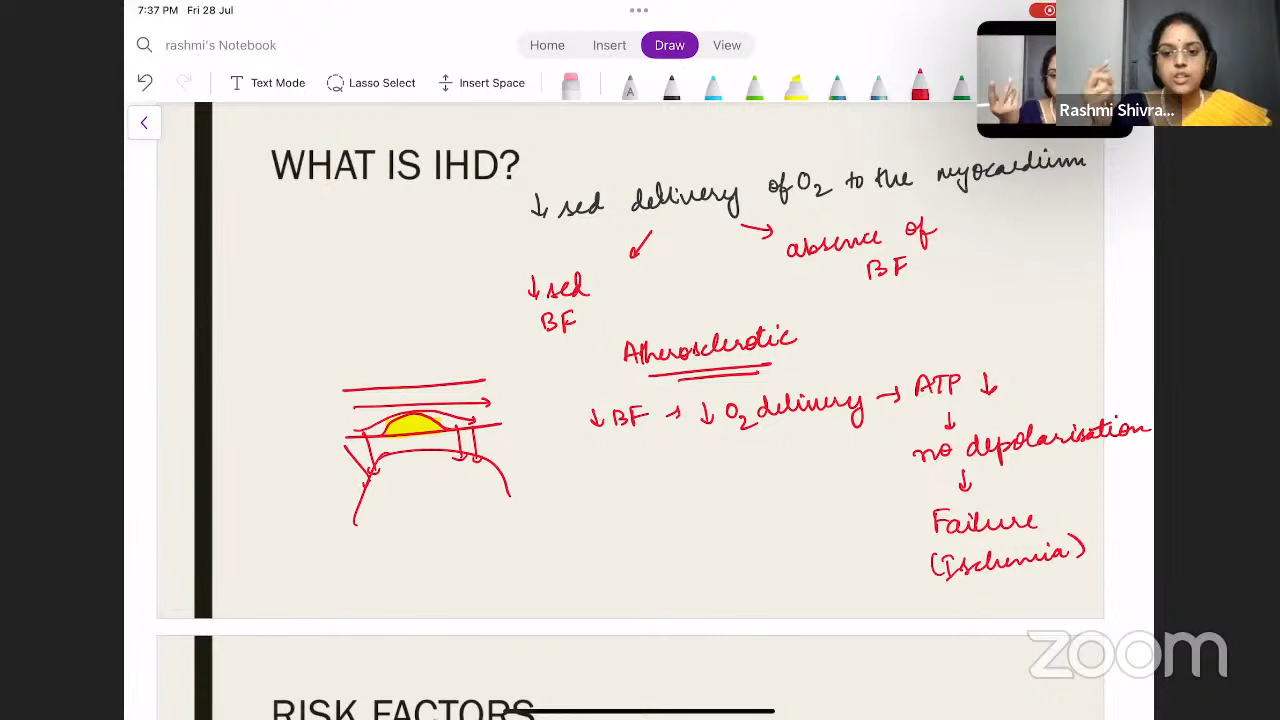 7:37 PM Fri 28 Jul
rashmi's Notebook
Home Insert Draw View
Text Mode Lasso Select Insert Space
A
Rashmi Shivra...
WHAT IS IHD?
↓sed delivery of O2 to the myocardium
↓sed
BF
absence of
BF
Atherosclerotic
↓BF → ↓ O2 delivery → ATP ↓
↓
no depolarisation
↓
Failure
(Ischemia)
zoom
RISK FACTORS